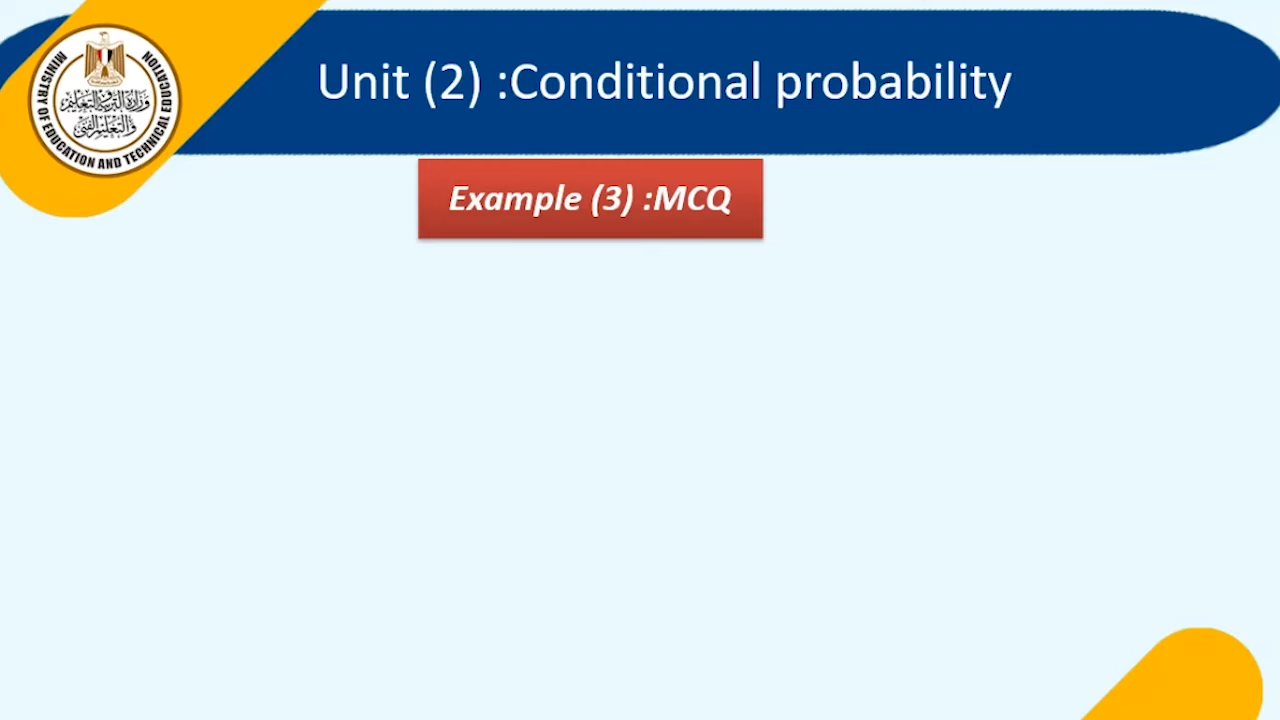 Unit (2) :Conditional probability
Example (3) :MCQ
وزارة التربية والتعليم
والتعليم الفني
MINISTRY OF EDUCATION AND TECHNICAL EDUCATION